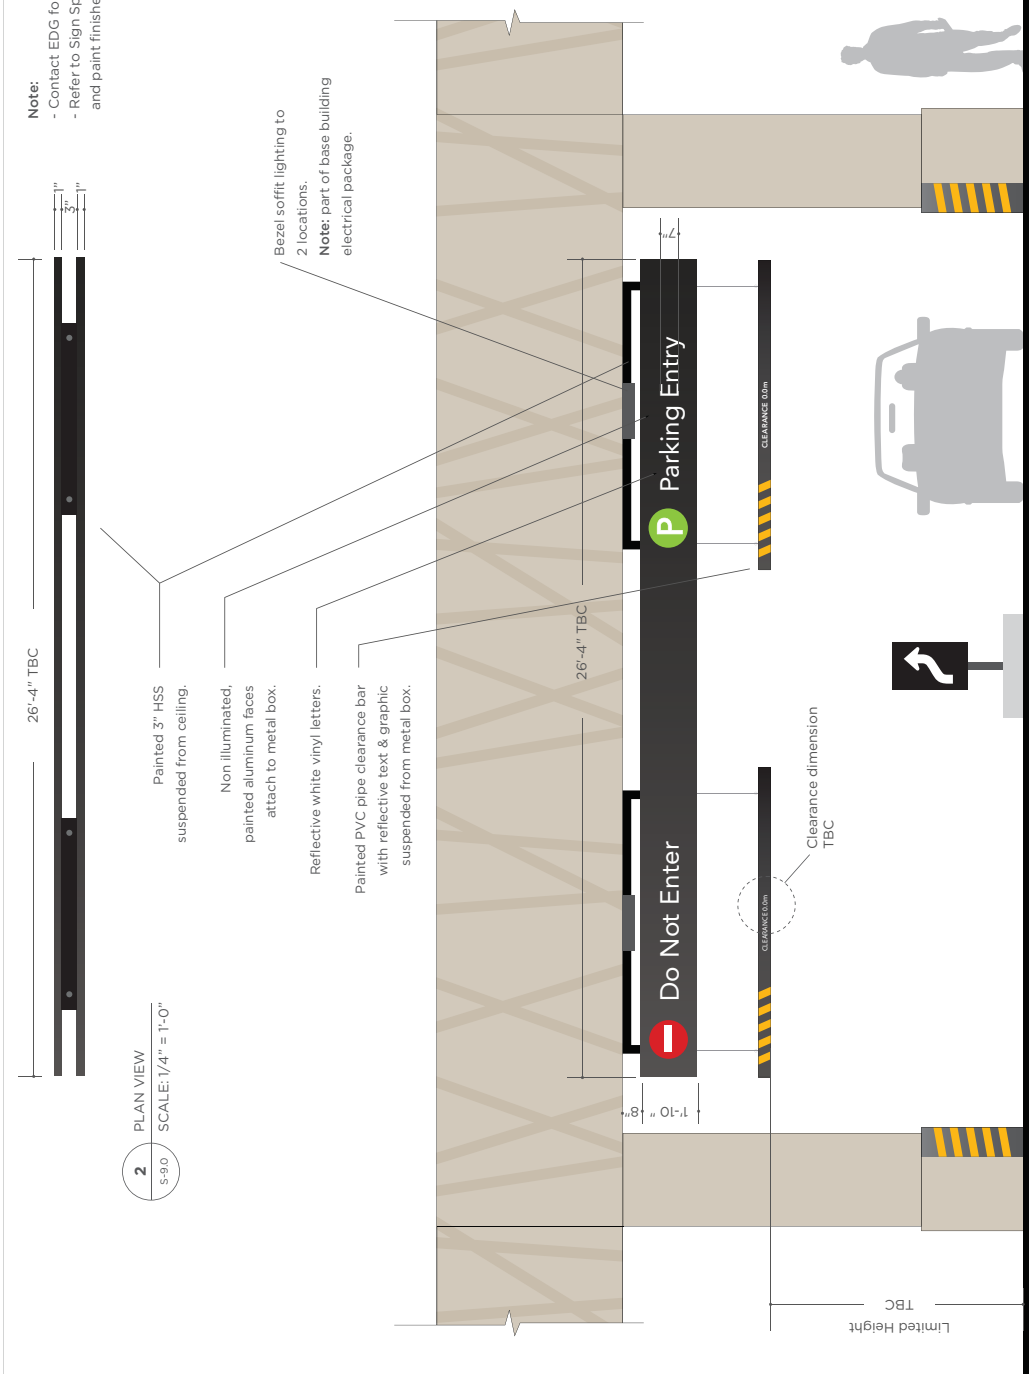 Note:
- Contact EDG fo
- Refer to Sign Sp
and paint finishe
1"
3"
1"
26'-4" TBC
Bezel soffit lighting to
2 locations.
Note: part of base building
electrical package.
Painted 3" HSS
suspended from ceiling.
Non illuminated,
painted aluminum faces
attach to metal box.
Reflective white vinyl letters.
Painted PVC pipe clearance bar
with reflective text & graphic
suspended from metal box.
2
S-9.0
PLAN VIEW
SCALE: 1/4" = 1'-0"
26'-4" TBC
7"
8"
1'-10 "
Do Not Enter
P Parking Entry
CLEARANCE 0.0m
CLEARANCE 0.0m
Clearance dimension
TBC
Limited Height
TBC